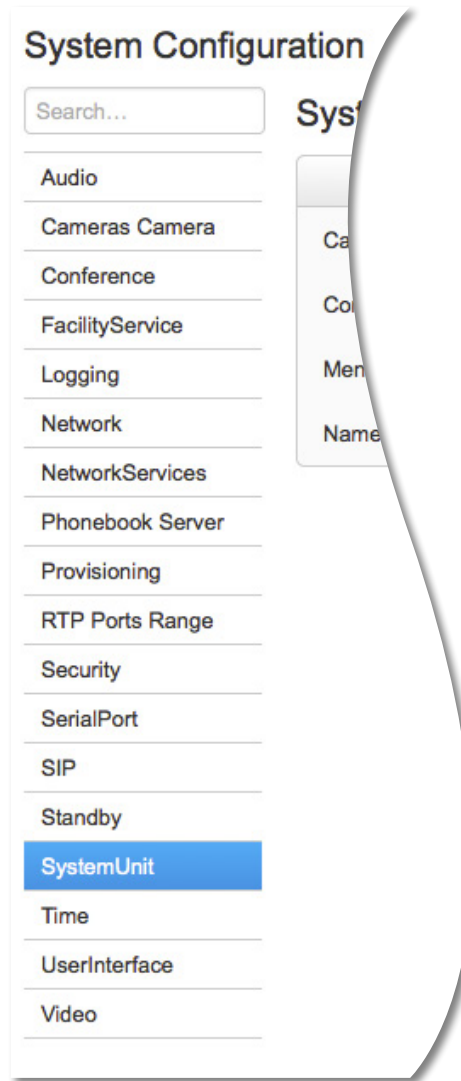 System Configuration
Search...
Audio
Cameras Camera
Conference
FacilityService
Logging
Network
NetworkServices
Phonebook Server
Provisioning
RTP Ports Range
Security
SerialPort
SIP
Standby
SystemUnit
Time
UserInterface
Video
Syst
Ca
Con
Men
Name